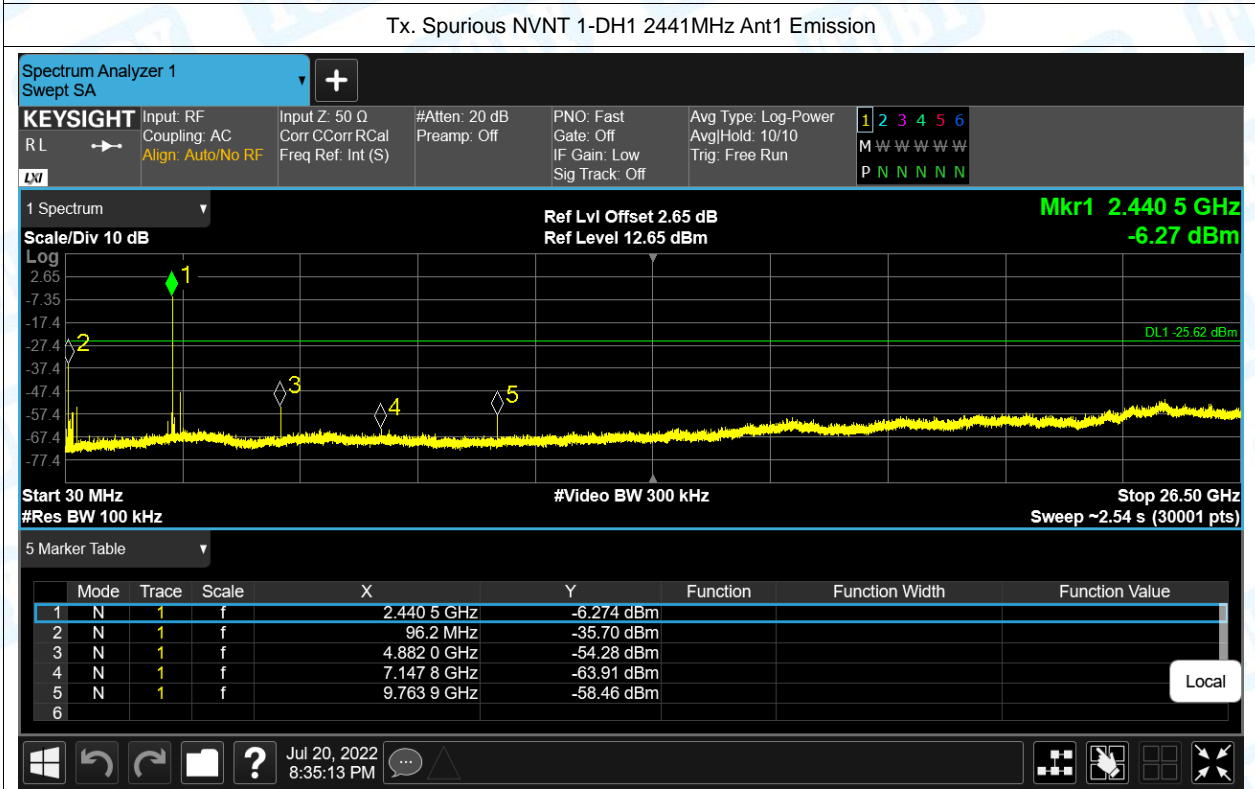 Tx. Spurious NVNT 1-DH1 2441MHz Ant1 Emission
Spectrum Analyzer 1
Swept SA
KEYSIGHT
RL
LXI
Input: RF
Coupling: AC
Align: Auto/No RF
Input Z: 50 Ω
Corr CCorr RCal
Freq Ref: Int (S)
#Atten: 20 dB
Preamp: Off
PNO: Fast
Gate: Off
IF Gain: Low
Sig Track: Off
Avg Type: Log-Power
Avg|Hold: 10/10
Trig: Free Run
1 2 3 4 5 6
M W W W W W
P N N N N N
1 Spectrum
Scale/Div 10 dB
Ref Lvl Offset 2.65 dB
Ref Level 12.65 dBm
Mkr1 2.440 5 GHz
-6.27 dBm
Log
2.65
-7.35
-17.4
-27.4
-37.4
-47.4
-57.4
-67.4
-77.4
1
2
3
4
5
DL1 -25.62 dBm
Start 30 MHz
#Res BW 100 kHz
#Video BW 300 kHz
Stop 26.50 GHz
Sweep ~2.54 s (30001 pts)
5 Marker Table
Mode Trace Scale X Y Function Function Width Function Value
1 N 1 f 2.440 5 GHz -6.274 dBm
2 N 1 f 96.2 MHz -35.70 dBm
3 N 1 f 4.882 0 GHz -54.28 dBm
4 N 1 f 7.147 8 GHz -63.91 dBm
5 N 1 f 9.763 9 GHz -58.46 dBm
6
Local
?
Jul 20, 2022
8:35:13 PM